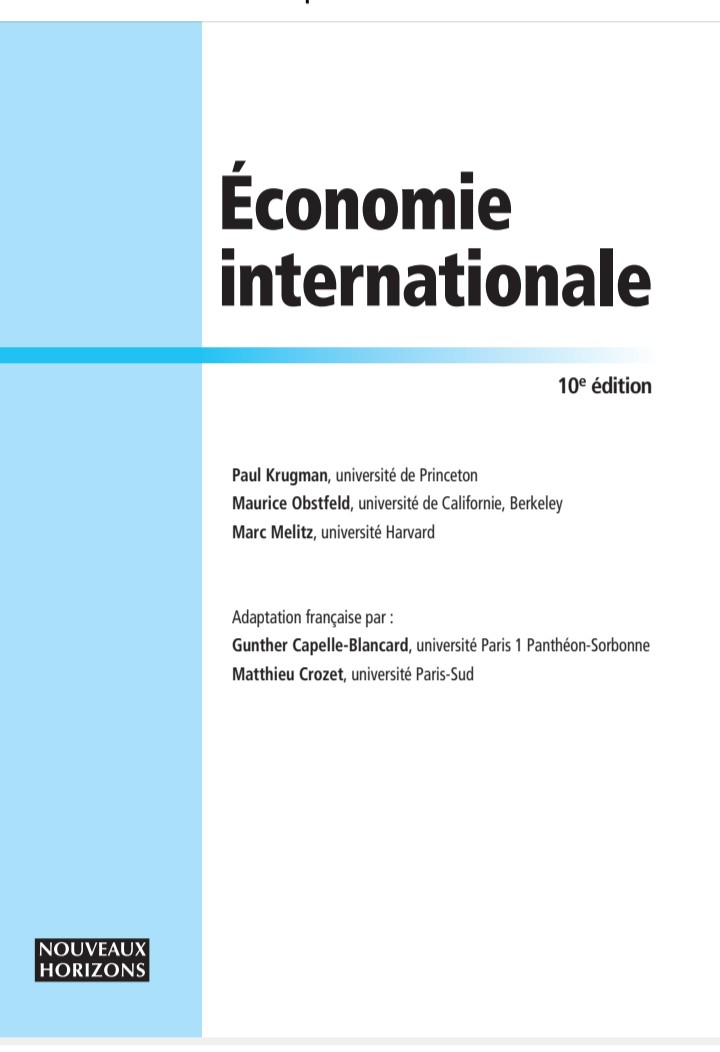 Économie
internationale
10e édition
Paul Krugman, université de Princeton
Maurice Obstfeld, université de Californie, Berkeley
Marc Melitz, université Harvard
Adaptation française par :
Gunther Capelle-Blancard, université Paris 1 Panthéon-Sorbonne
Matthieu Crozet, université Paris-Sud
NOUVEAUX
HORIZONS